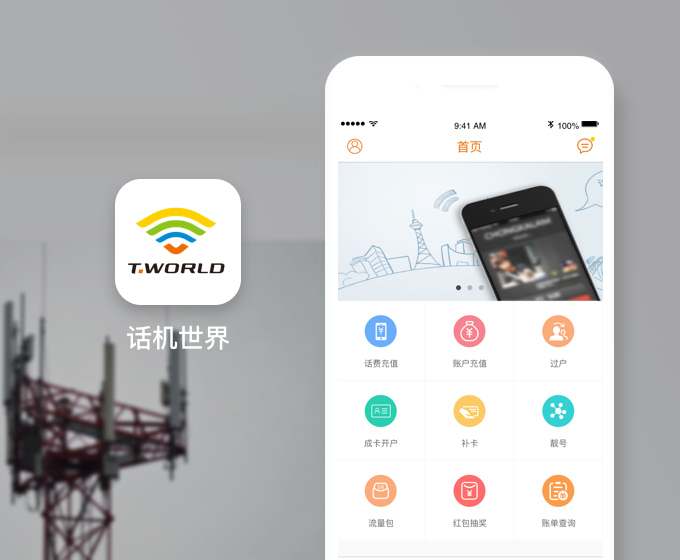 T.WORLD
话机世界
9:41 AM
100%
首页
CHONGKALAM
话费充值
账户充值
过户
成卡开户
补卡
靓号
流量包
红包抽奖
账单查询